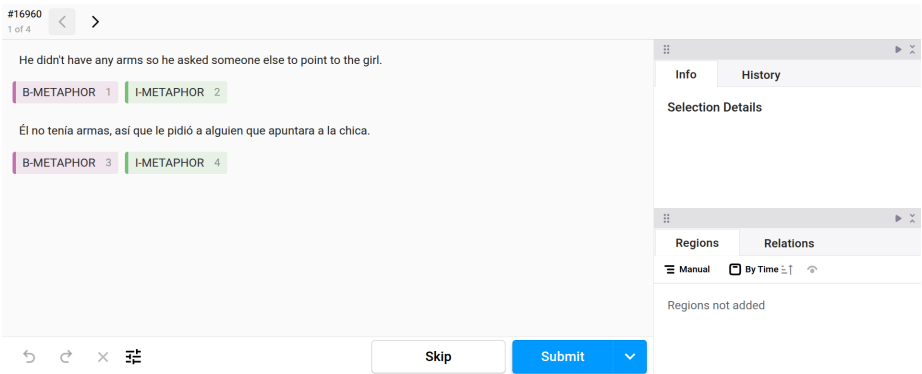 #16960
1 of 4
He didn't have any arms so he asked someone else to point to the girl.
B-METAPHOR 1 I-METAPHOR 2
Él no tenía armas, así que le pidió a alguien que apuntara a la chica.
B-METAPHOR 3 I-METAPHOR 4
Info History
Selection Details
Regions Relations
Manual By Time
Regions not added
Skip Submit